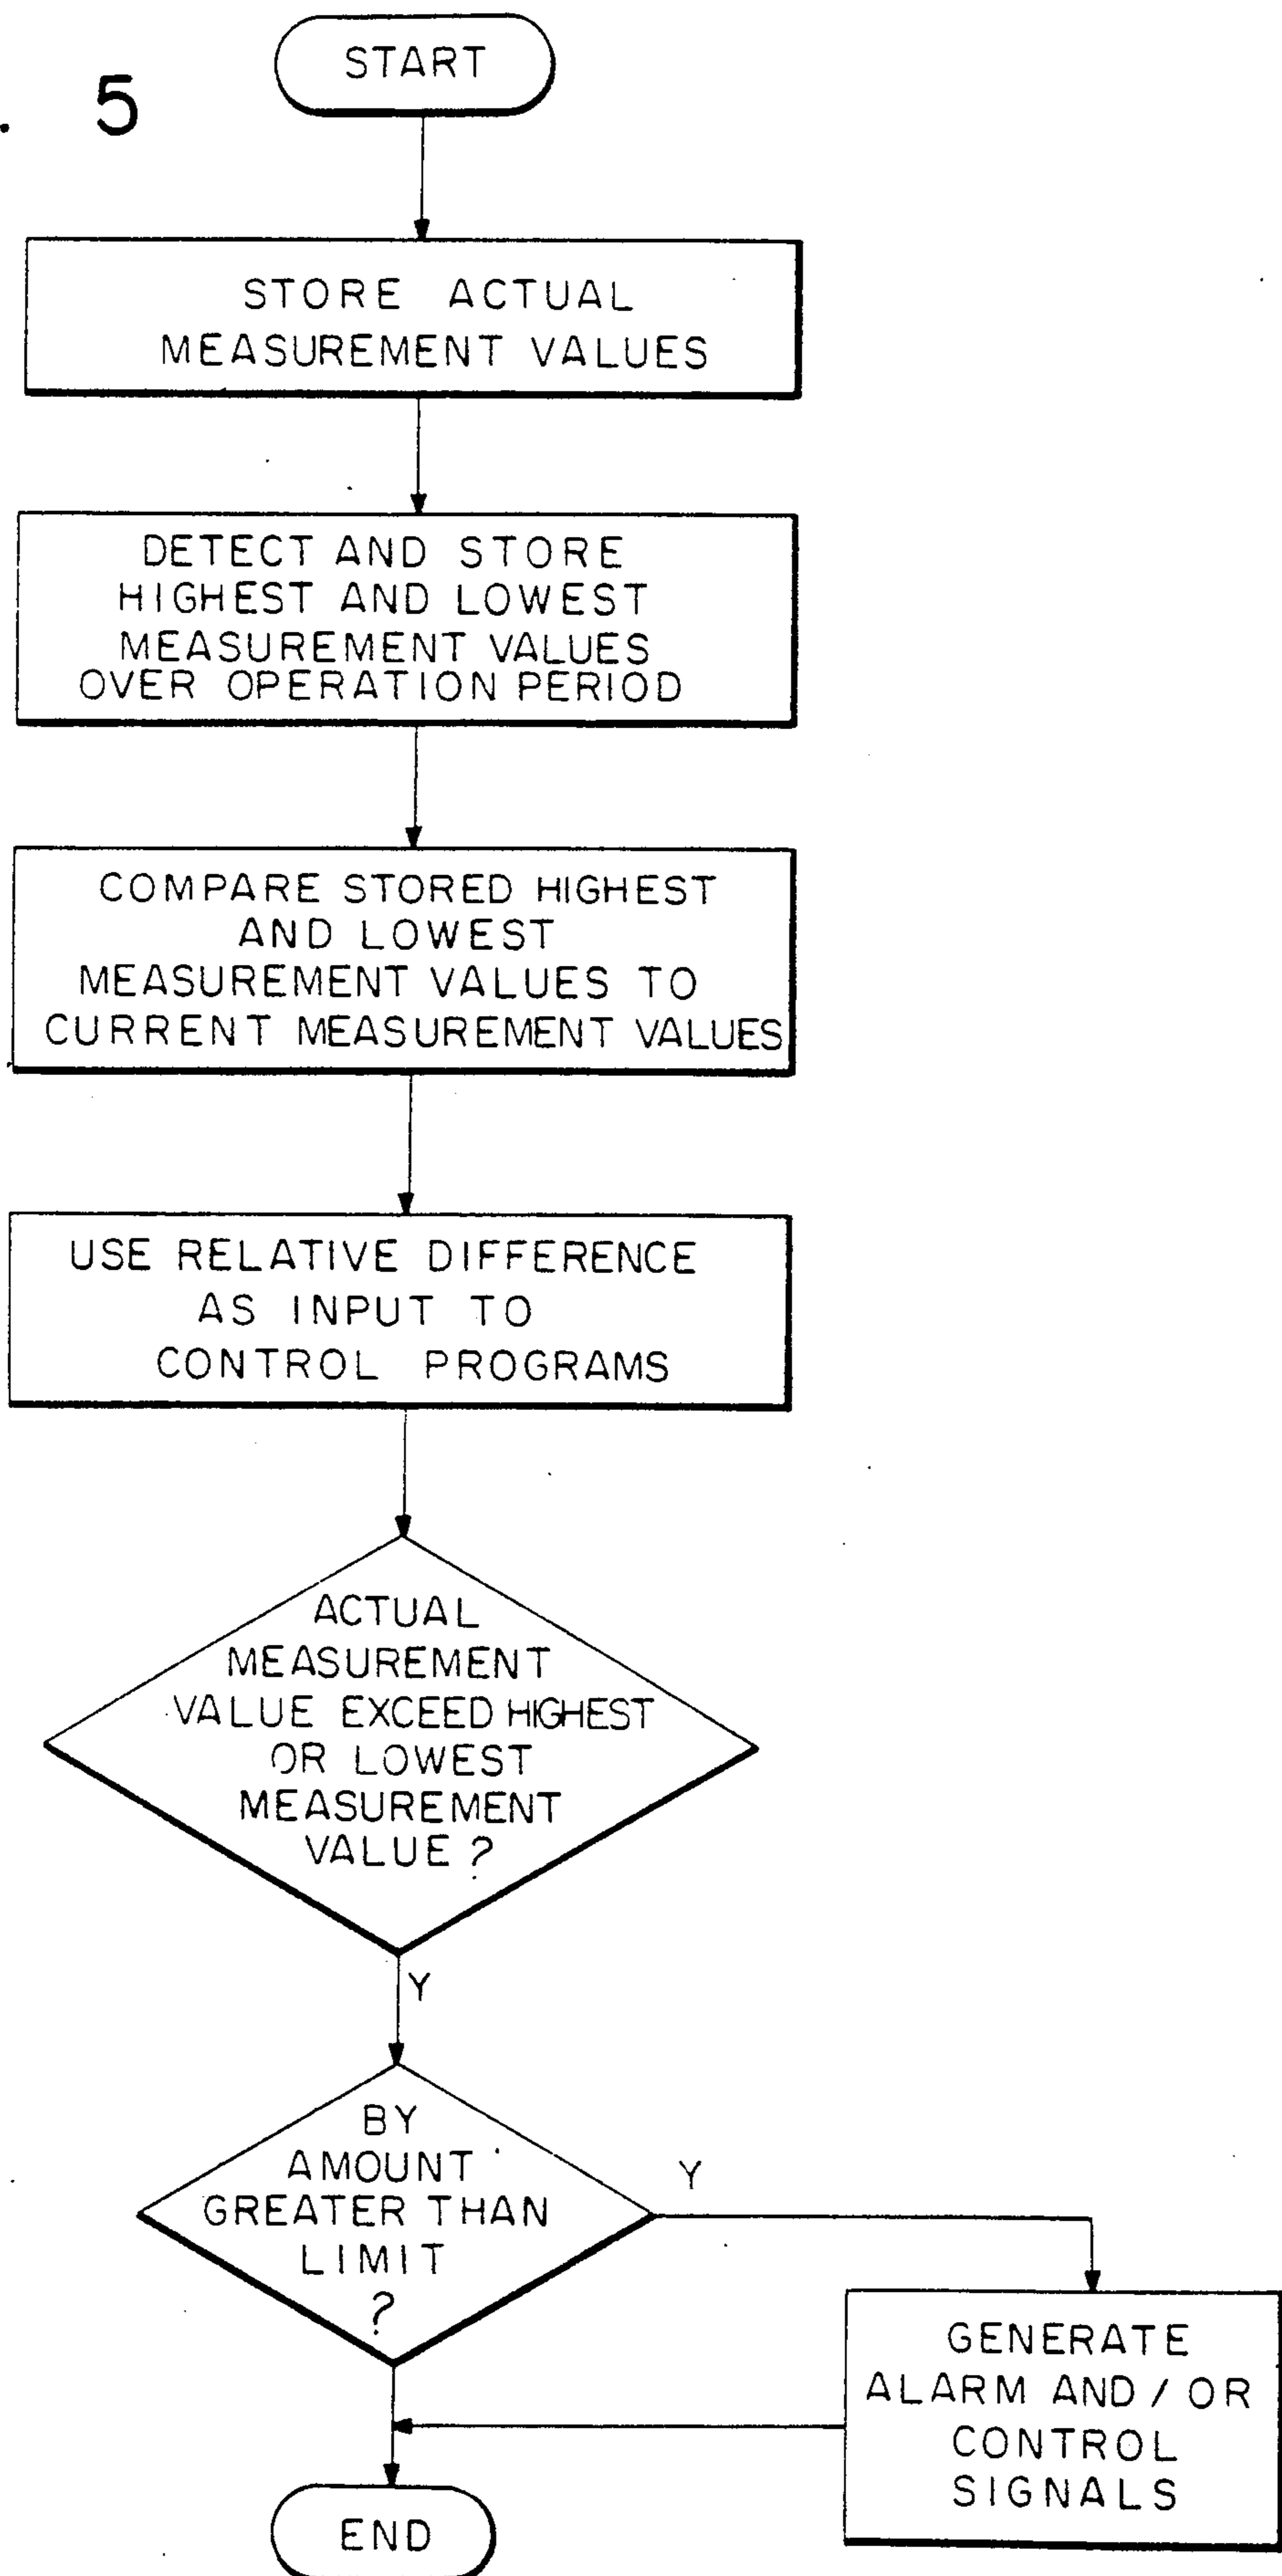 . 5
START
STORE ACTUAL
MEASUREMENT VALUES
DETECT AND STORE
HIGHEST AND LOWEST
MEASUREMENT VALUES
OVER OPERATION PERIOD
COMPARE STORED HIGHEST
AND LOWEST
MEASUREMENT VALUES TO
CURRENT MEASUREMENT VALUES
USE RELATIVE DIFFERENCE
AS INPUT TO
CONTROL PROGRAMS
ACTUAL
MEASUREMENT
VALUE EXCEED HIGHEST
OR LOWEST
MEASUREMENT
VALUE ?
Y
BY
AMOUNT
GREATER THAN
LIMIT
?
Y
GENERATE
ALARM AND / OR
CONTROL
SIGNALS
END